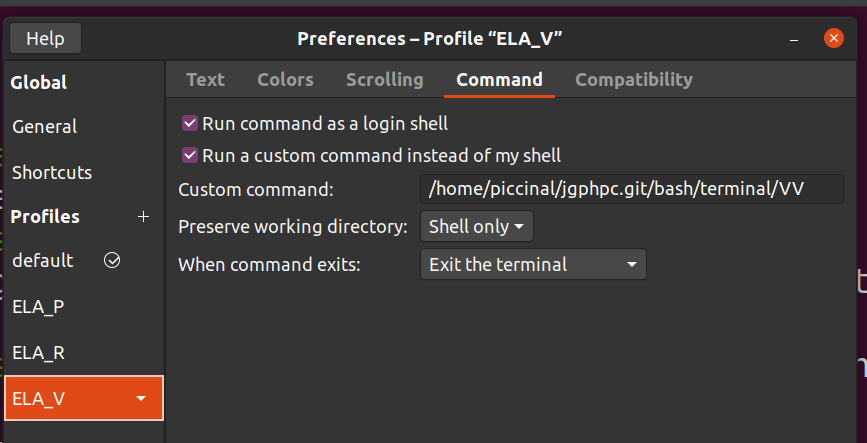 Help
Preferences – Profile “ELA_V”
Global
General
Shortcuts
Profiles
default
ELA_P
ELA_R
ELA_V
Text Colors Scrolling Command Compatibility
Run command as a login shell
Run a custom command instead of my shell
Custom command: /home/piccinal/jgphpc.git/bash/terminal/VV
Preserve working directory: Shell only
When command exits: Exit the terminal